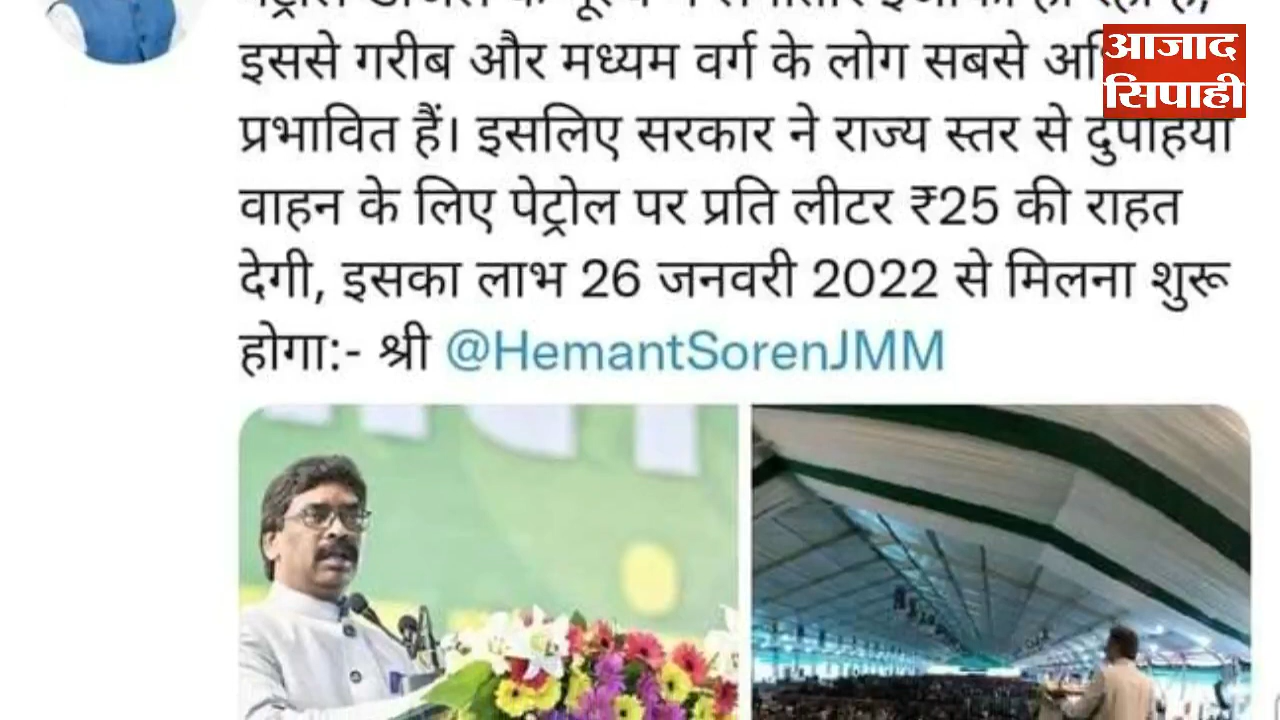 इससे गरीब और मध्यम वर्ग के लोग सबसे
प्रभावित हैं। इसलिए सरकार ने राज्य स्तर से दुपहिया
वाहन के लिए पेट्रोल पर प्रति लीटर ₹25 की राहत
देगी, इसका लाभ 26 जनवरी 2022 से मिलना शुरू
होगा:- श्री @HemantSorenJMM
आजाद
सिपाही